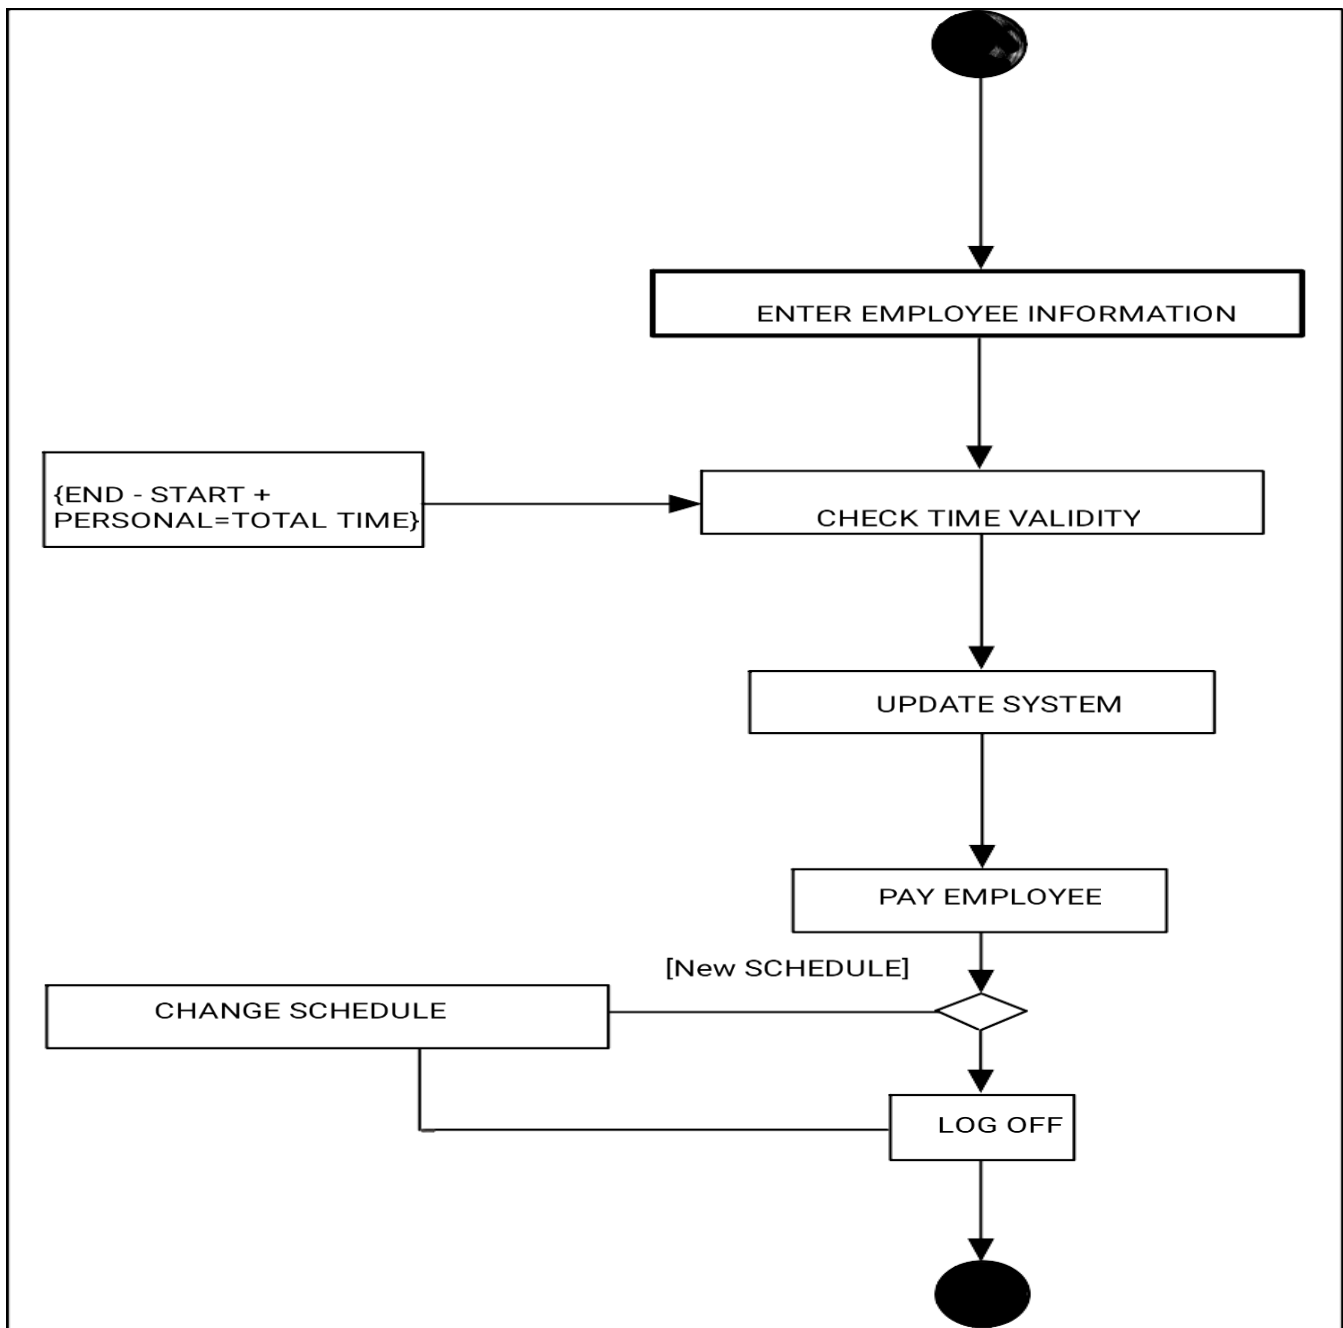 ENTER EMPLOYEE INFORMATION
{END - START +
PERSONAL=TOTAL TIME}
CHECK TIME VALIDITY
UPDATE SYSTEM
PAY EMPLOYEE
[New SCHEDULE]
CHANGE SCHEDULE
LOG OFF